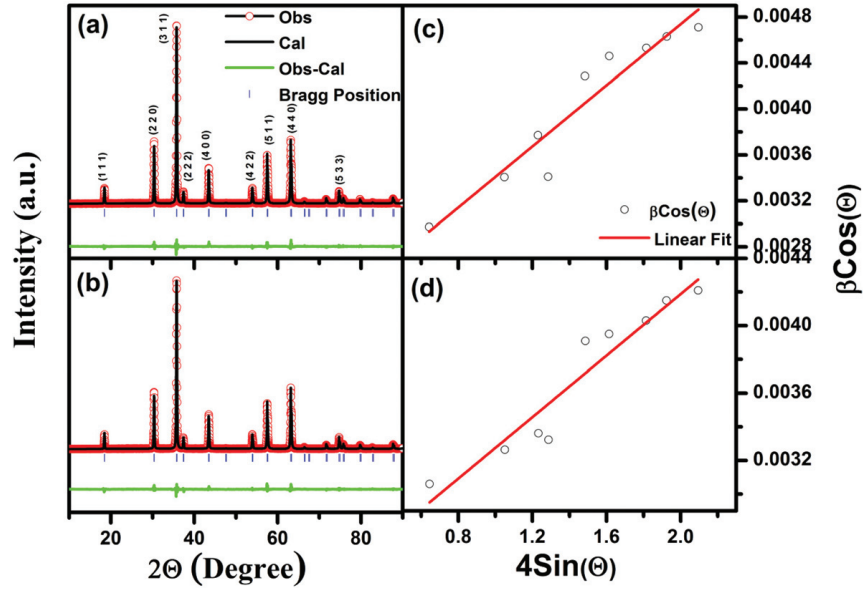 (a)
Obs
Cal
Obs-Cal
Bragg Position
(1 1 1)
(2 2 0)
(3 1 1)
(2 2 2)
(4 0 0)
(4 2 2)
(5 1 1)
(4 4 0)
(5 3 3)
(c)
βCos(Θ)
Linear Fit
0.0048
0.0044
0.0040
0.0036
0.0032
0.0028
(b)
(d)
0.0044
0.0040
0.0036
0.0032
20
40
60
80
0.8
1.2
1.6
2.0
Intensity (a.u.)
2Θ (Degree)
4Sin(Θ)
βCos(Θ)